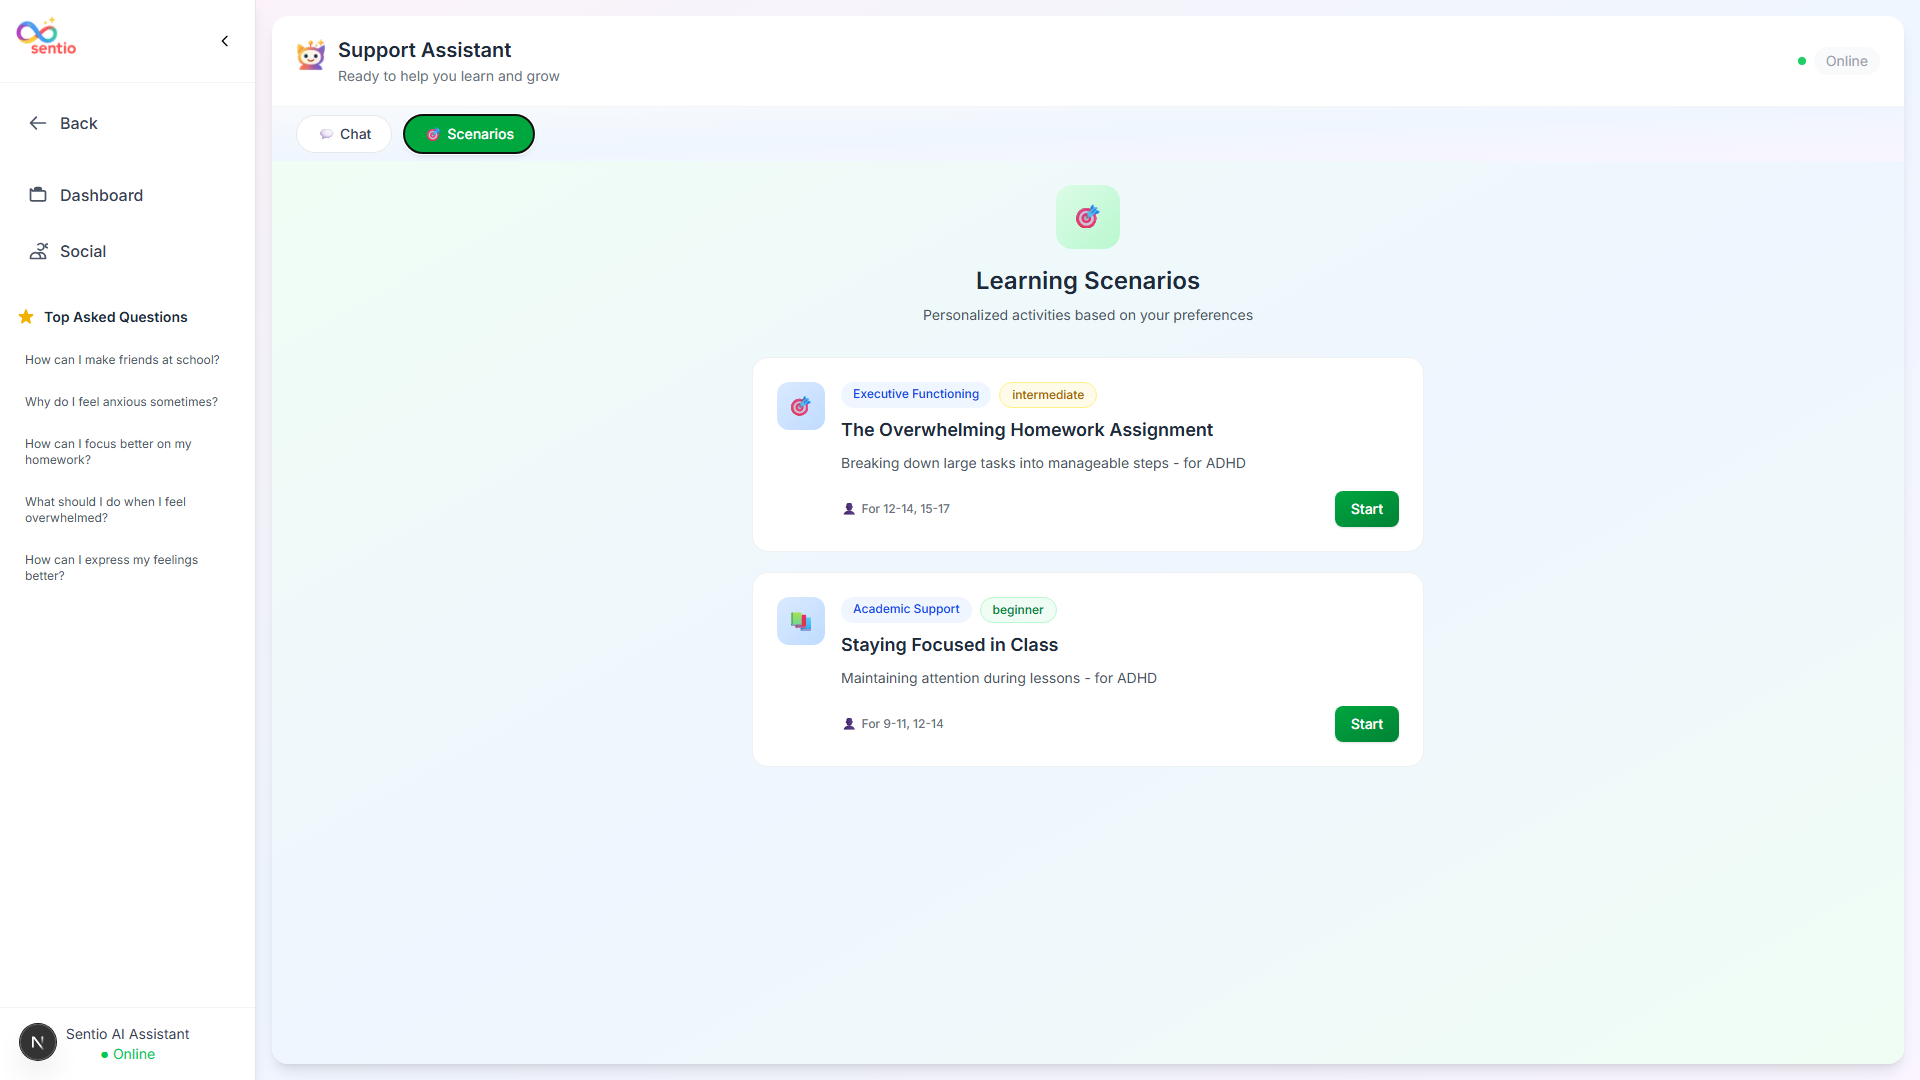 sentio
Back
Dashboard
Social
Top Asked Questions
How can I make friends at school?
Why do I feel anxious sometimes?
How can I focus better on my
homework?
What should I do when I feel
overwhelmed?
How can I express my feelings
better?
N
Sentio AI Assistant
Online
Support Assistant
Ready to help you learn and grow
Online
Chat
Scenarios
Learning Scenarios
Personalized activities based on your preferences
Executive Functioning
intermediate
The Overwhelming Homework Assignment
Breaking down large tasks into manageable steps - for ADHD
For 12-14, 15-17
Start
Academic Support
beginner
Staying Focused in Class
Maintaining attention during lessons - for ADHD
For 9-11, 12-14
Start